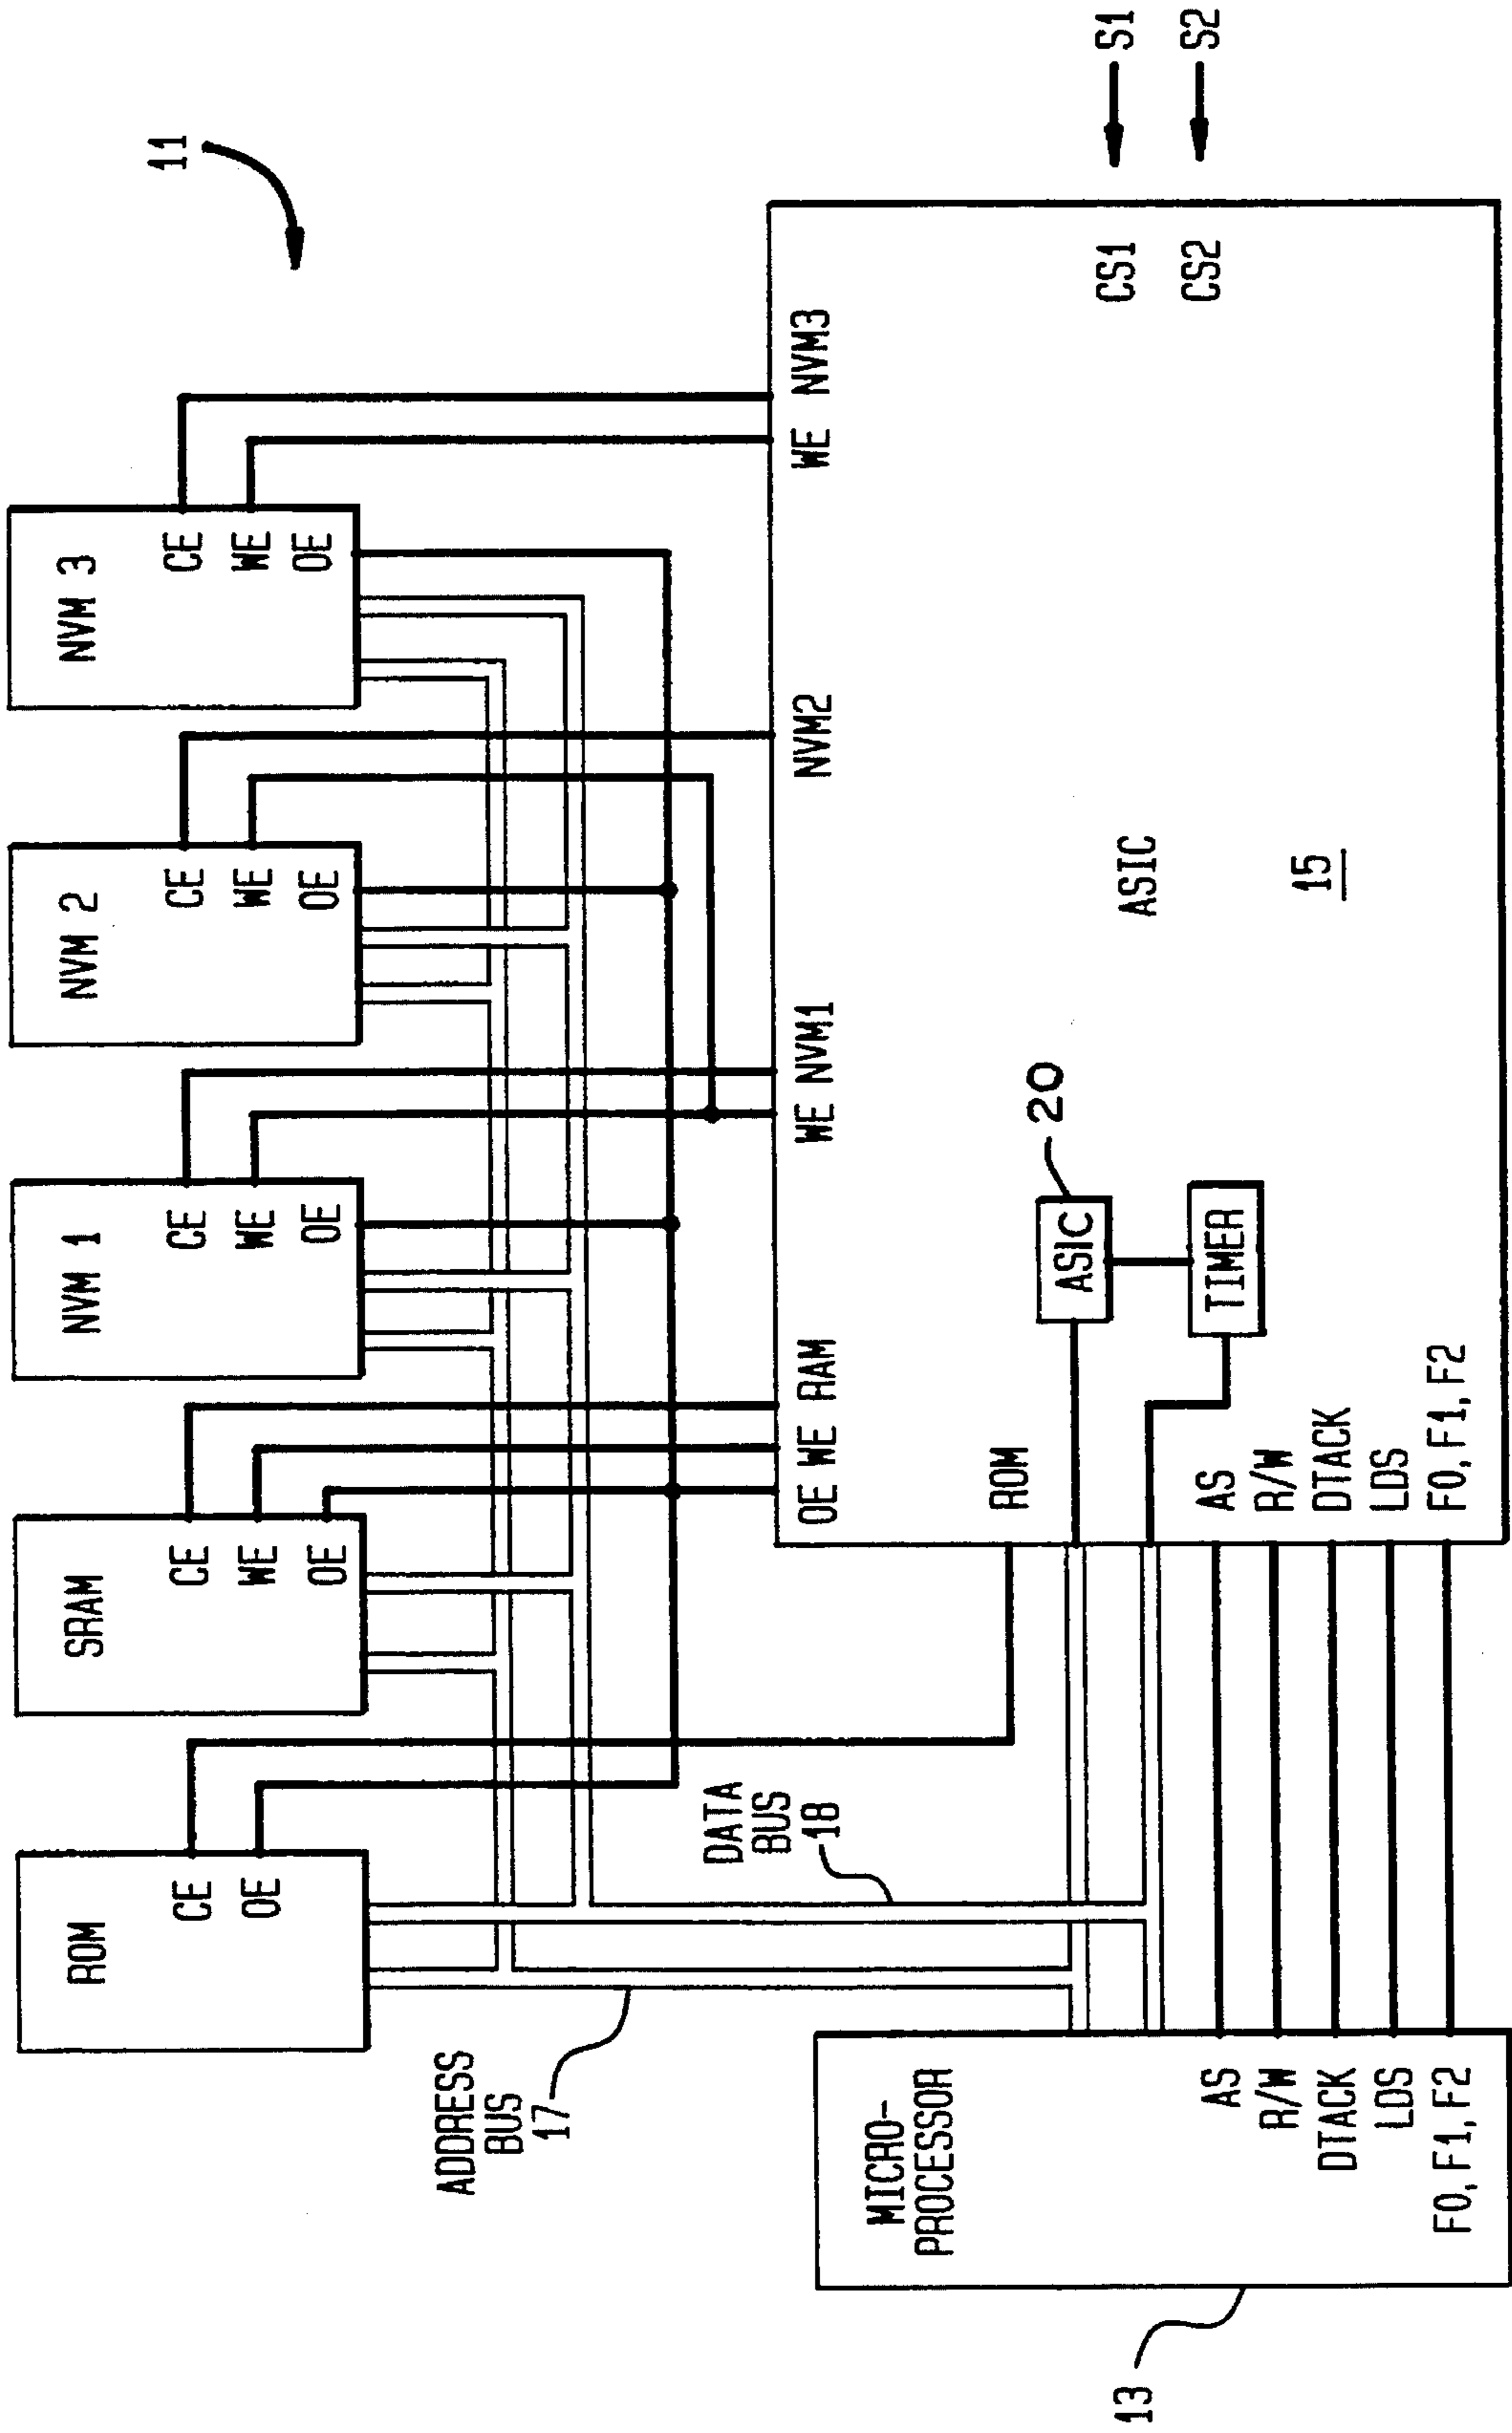 11
ROM
CE
OE
SRAM
CE
WE
OE
NVM 1
CE
WE
OE
NVM 2
CE
WE
OE
NVM 3
CE
WE
OE
ADDRESS
BUS
17
DATA
BUS
18
OE WE RAM
WE NVM1
NVM2
WE NVM3
MICRO-
PROCESSOR
AS
R/W
DTACK
LDS
F0, F1, F2
13
ROM
AS
R/W
DTACK
LDS
F0, F1, F2
ASIC
20
TIMER
ASIC
15
CS1
CS2
S1
S2